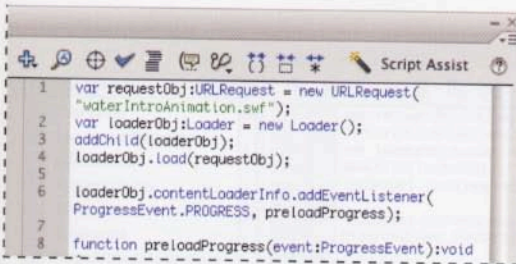 Script Assist
1 var requestObj:URLRequest = new URLRequest(
"waterIntroAnimation.swf");
2 var loaderObj:Loader = new Loader();
3 addChild(loaderObj);
4 loaderObj.load(requestObj);
5
6 loaderObj.contentLoaderInfo.addEventListener(
ProgressEvent.PROGRESS, preloadProgress);
7
8 function preloadProgress(event:ProgressEvent):void